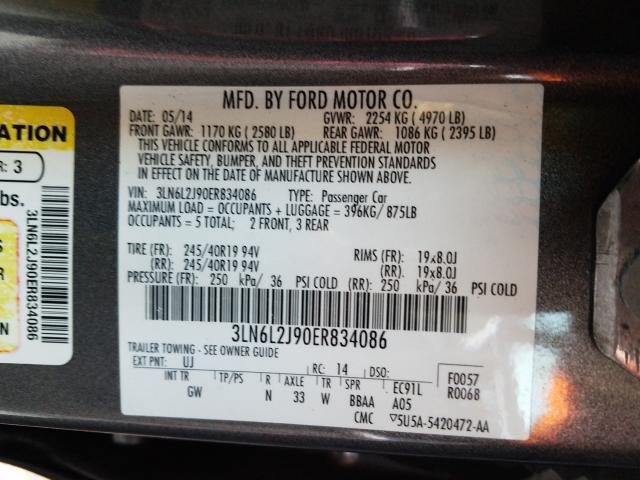 MFD. BY FORD MOTOR CO.
DATE: 05/14 GVWR: 2254 KG ( 4970 LB)
FRONT GAWR: 1170 KG ( 2580 LB) REAR GAWR: 1086 KG ( 2395 LB)
THIS VEHICLE CONFORMS TO ALL APPLICABLE FEDERAL MOTOR
VEHICLE SAFETY, BUMPER, AND THEFT PREVENTION STANDARDS
IN EFFECT ON THE DATE OF MANUFACTURE SHOWN ABOVE.
VIN: 3LN6L2J90ER834086 TYPE: Passenger Car
MAXIMUM LOAD = OCCUPANTS + LUGGAGE = 396KG/ 875LB
OCCUPANTS = 5 TOTAL; 2 FRONT, 3 REAR
TIRE (FR): 245/40R19 94V RIMS (FR): 19x8.0J
(RR): 245/40R19 94V (RR): 19x8.0J
PRESSURE (FR): 250 kPa/ 36 PSI COLD (RR): 250 kPa/ 36 PSI COLD
3LN6L2J90ER834086
TRAILER TOWING - SEE OWNER GUIDE
EXT PNT: UJ RC: 14 DSO: F0057
INT TR TP/PS R AXLE TR SPR EC91L R0068
GW N 33 W BBAA A05
CMC 5U5A-5420472-AA
ATION
R: 3
bs.
S
R
N
3LN6L2J90ER834086